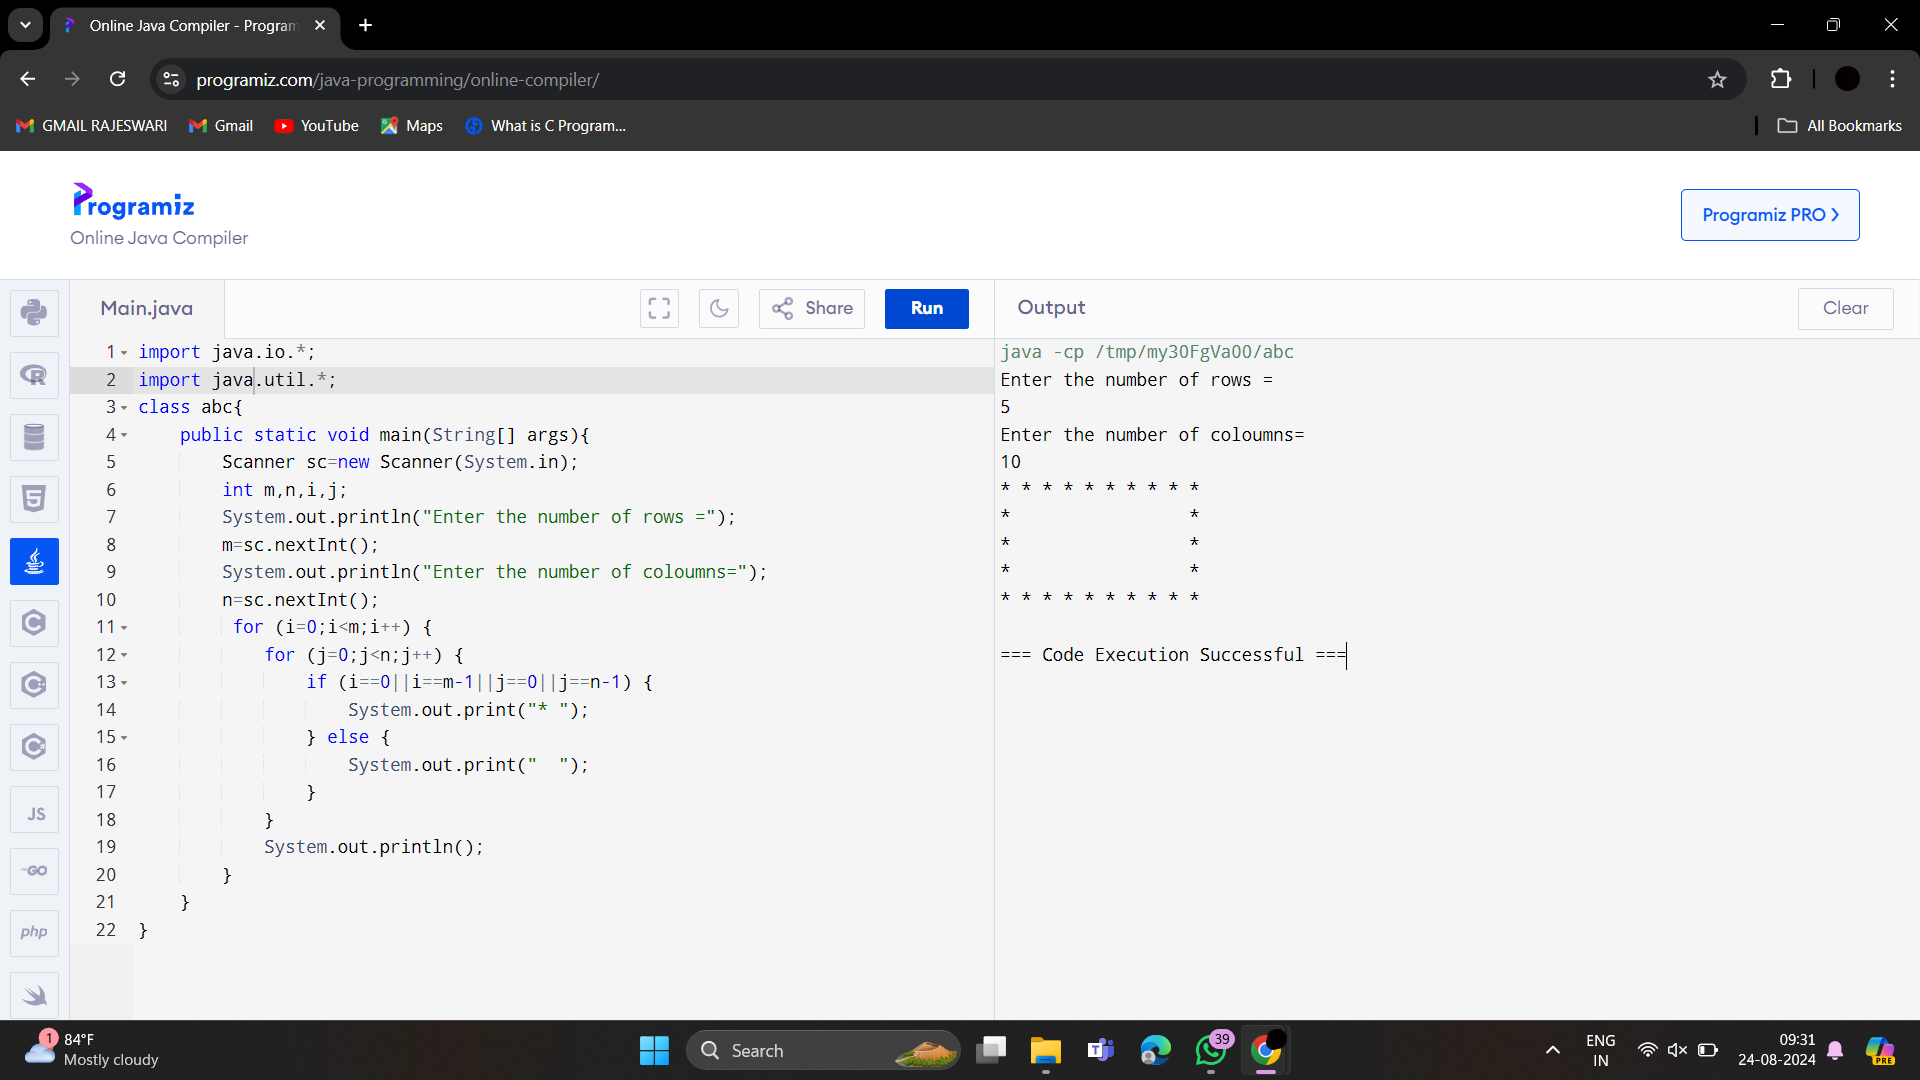 Online Java Compiler - Program
programiz.com/java-programming/online-compiler/
GMAIL RAJESWARI
Gmail
YouTube
Maps
What is C Program...
All Bookmarks
Programiz
Online Java Compiler
Programiz PRO
Main.java
Share
Run
1 import java.io.*;
2 import java.util.*;
3 class abc{
4     public static void main(String[] args){
5         Scanner sc=new Scanner(System.in);
6         int m,n,i,j;
7         System.out.println("Enter the number of rows =");
8         m=sc.nextInt();
9         System.out.println("Enter the number of coloumns=");
10         n=sc.nextInt();
11          for (i=0;i<m;i++) {
12             for (j=0;j<n;j++) {
13                 if (i==0||i==m-1||j==0||j==n-1) {
14                     System.out.print("* ");
15                 } else {
16                     System.out.print("  ");
17                 }
18             }
19             System.out.println();
20         }
21     }
22 }
Output
Clear
java -cp /tmp/my30FgVa00/abc
Enter the number of rows =
5
Enter the number of coloumns=
10
* * * * * * * * * *
*                 *
*                 *
*                 *
* * * * * * * * * *
=== Code Execution Successful ===
JS
GO
php
1
84°F
Mostly cloudy
Search
39
ENG
IN
09:31
24-08-2024
PRE